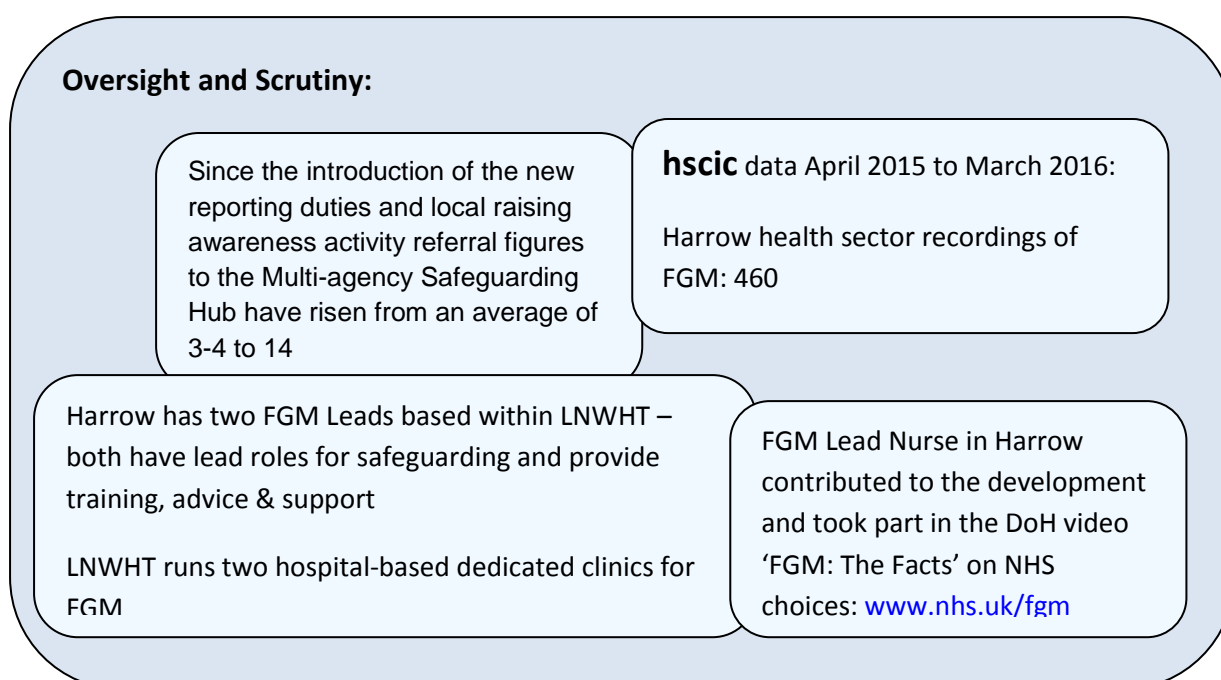 Oversight and Scrutiny:
Since the introduction of the new
reporting duties and local raising
awareness activity referral figures
to the Multi-agency Safeguarding
Hub have risen from an average of
3-4 to 14
hscic data April 2015 to March 2016:
Harrow health sector recordings of
FGM: 460
Harrow has two FGM Leads based within LNWHT –
both have lead roles for safeguarding and provide
training, advice & support
LNWHT runs two hospital-based dedicated clinics for
FGM
FGM Lead Nurse in Harrow
contributed to the development
and took part in the DoH video
‘FGM: The Facts’ on NHS
choices: www.nhs.uk/fgm